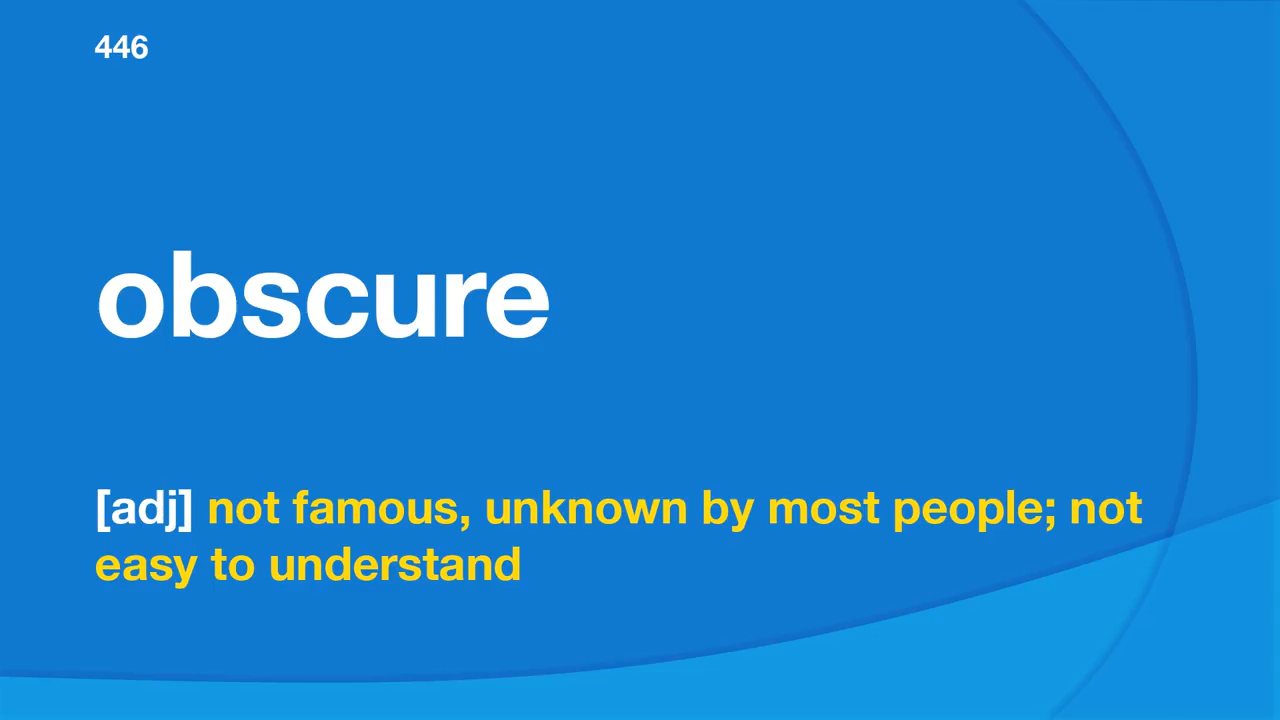 446
obscure
[adj] not famous, unknown by most people; not
easy to understand